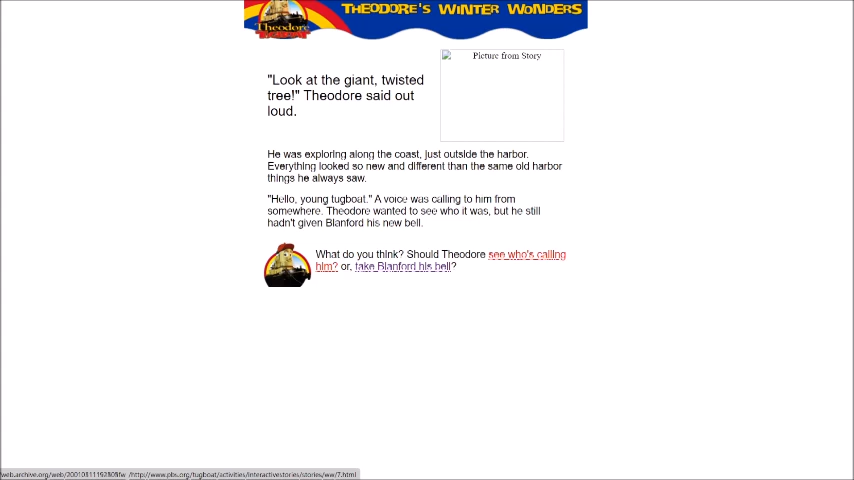 THEODORE'S WINTER WONDERS
Theodore
Picture from Story
"Look at the giant, twisted
tree!" Theodore said out
loud.
He was exploring along the coast, just outside the harbor.
Everything looked so new and different than the same old harbor
things he always saw.
"Hello, young tugboat." A voice was calling to him from
somewhere. Theodore wanted to see who it was, but he still
hadn't given Blanford his new bell.
What do you think? Should Theodore see who's calling
him? or, take Blanford his bell?